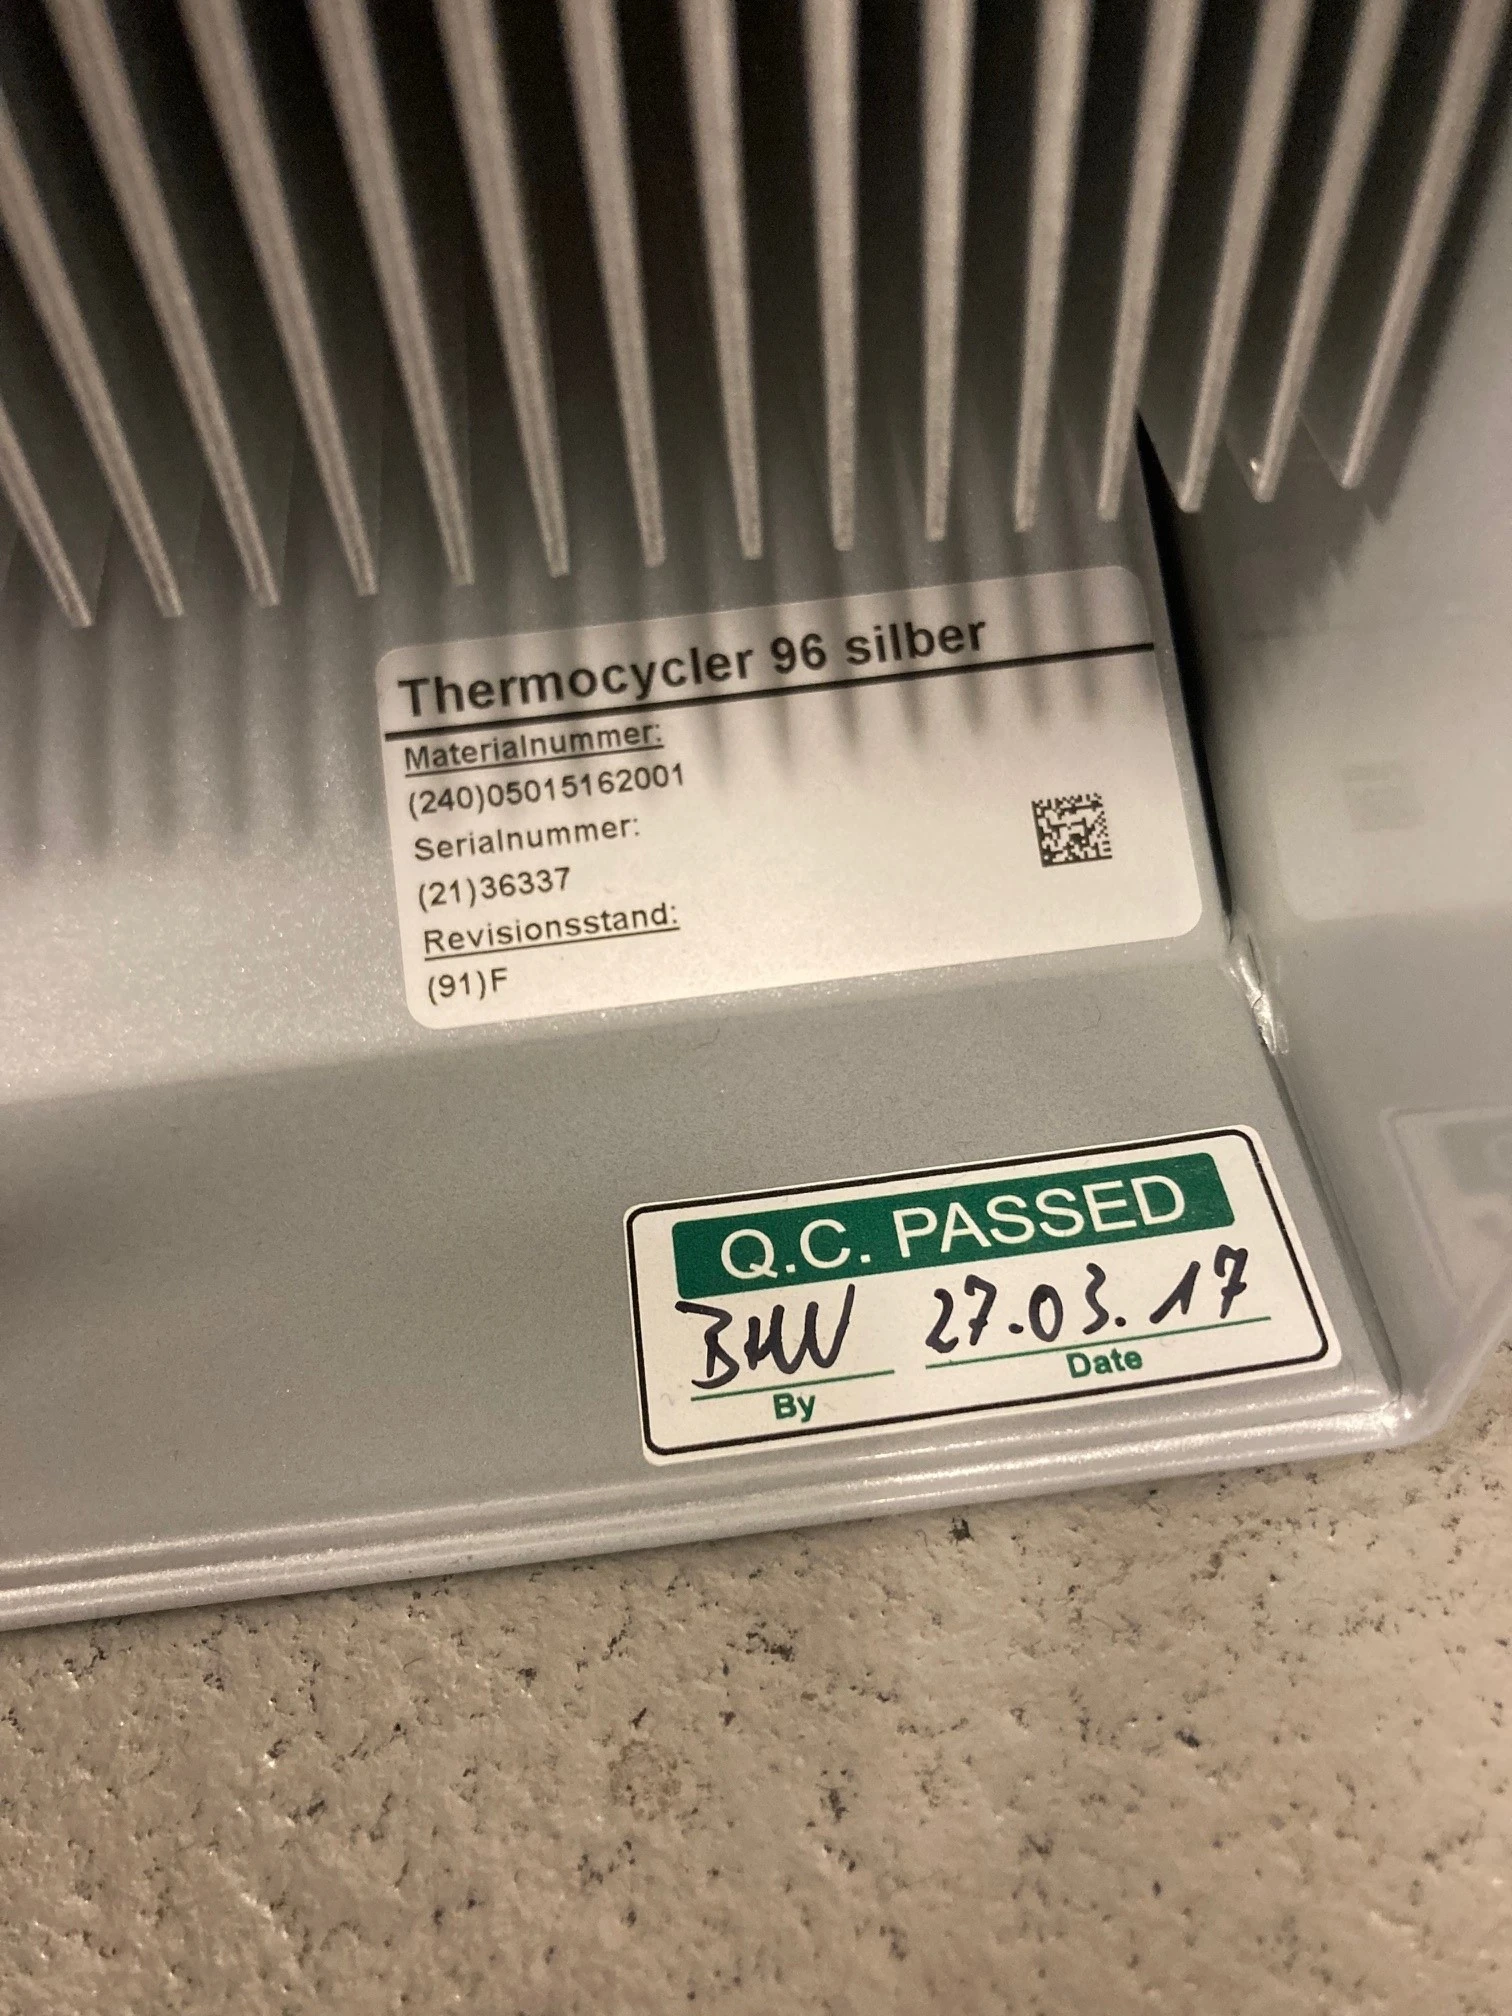 Thermocycler 96 silber
Materialnummer:
(240)05015162001
Serialnummer:
(21)36337
Revisionsstand:
(91)F
Q.C. PASSED
27.03.17
By Date